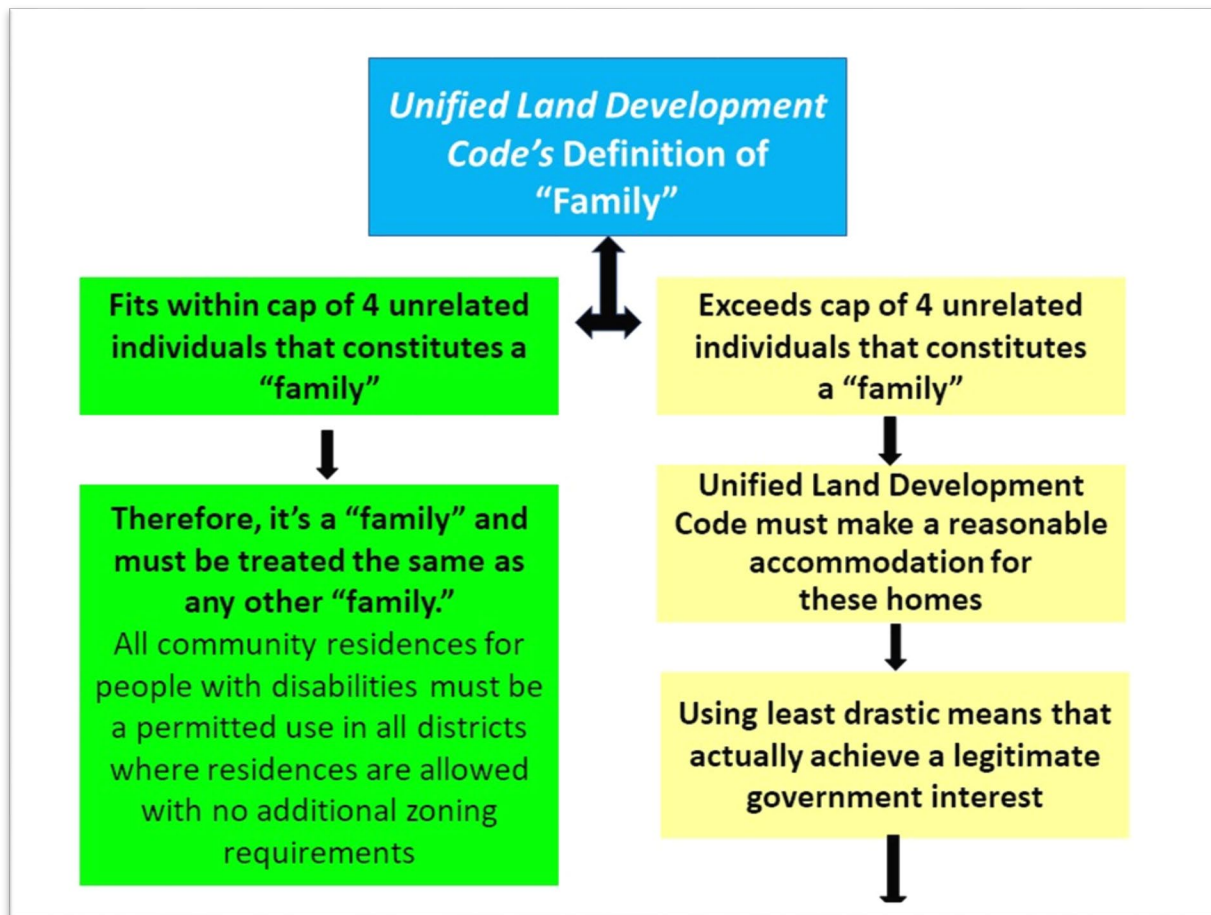 Unified Land Development
Code's Definition of
“Family”
Fits within cap of 4 unrelated
individuals that constitutes a
“family”
Therefore, it’s a “family” and
must be treated the same as
any other “family.”
All community residences for
people with disabilities must be
a permitted use in all districts
where residences are allowed
with no additional zoning
requirements
Exceeds cap of 4 unrelated
individuals that constitutes
a “family”
Unified Land Development
Code must make a reasonable
accommodation for
these homes
Using least drastic means that
actually achieve a legitimate
government interest